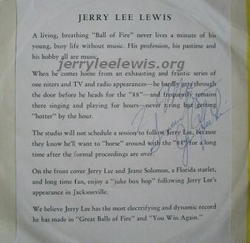 JERRY LEE LEWIS
A living, breathing "Ball of Fire" never lives a minute of his
young, busy life without music. His profession, his pastime and
his hobby all are music.
jerryleelewis.org
When he comes home from an exhausting and frantic series of
one niters and TV and radio appearances—he hardly gets through
the door before he heads for the "88"—and frequently remains
there singing and playing for hours—never tiring but getting
"hotter" by the hour.
The studio will not schedule a session to follow Jerry Lee, because
they know he'll want to "horse" around with the "88" for a long
time after the formal proceedings are over.
On the front cover Jerry Lee and Jeane Solomon, a Florida starlet,
and long time fan, enjoy a "juke box hop" following Jerry Lee's
appearance in Jacksonville.
We believe Jerry Lee has the most electrifying and dynamic record
he has made in "Great Balls of Fire" and "You Win Again."